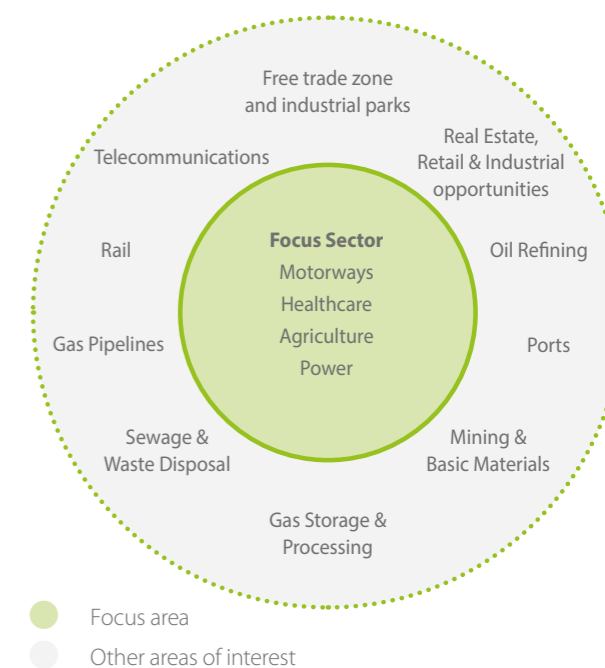 Free trade zone
and industrial parks
Real Estate,
Retail & Industrial
opportunities
Telecommunications
Focus Sector
Motorways
Healthcare
Agriculture
Power
Rail
Oil Refining
Gas Pipelines
Ports
Sewage &
Waste Disposal
Mining &
Basic Materials
Gas Storage &
Processing
Focus area
Other areas of interest